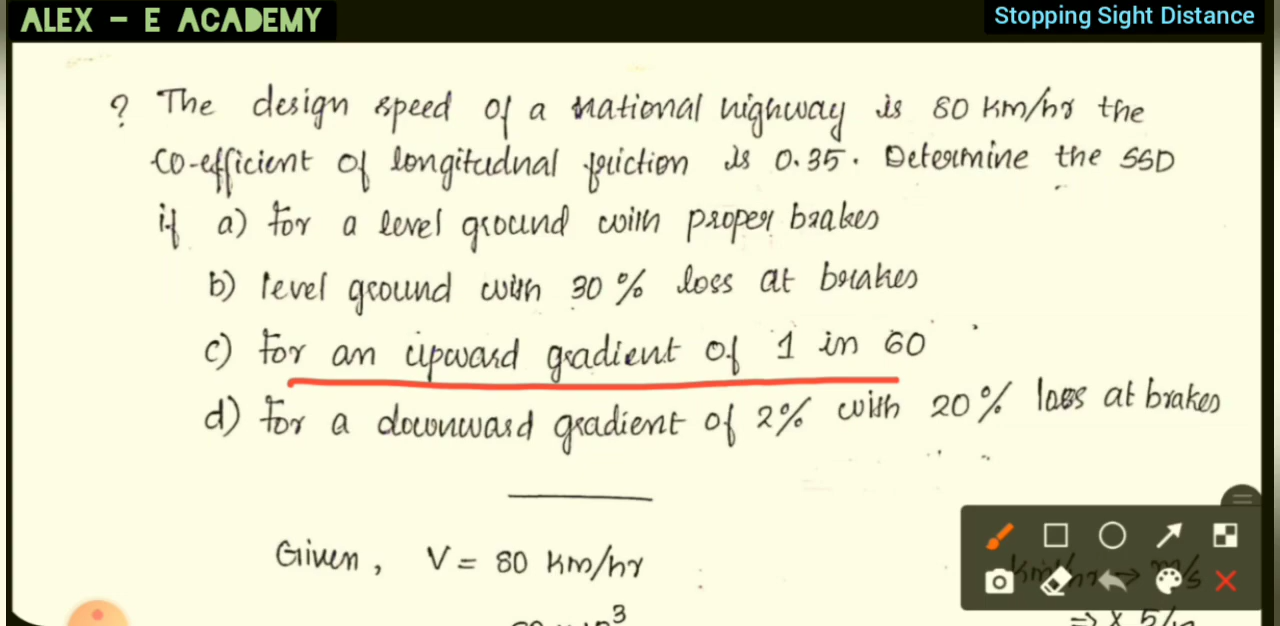 ALEX - E ACADEMY
Stopping Sight Distance
? The design speed of a national highway is 80 km/hr the
co-efficient of longitudnal friction is 0.35. Determine the SSD
if a) for a level ground with proper brakes
b) level ground with 30% loss at brakes
c) for an upward gradient of 1 in 60
d) for a downward gradient of 2% with 20% loss at brakes
Given, V = 80 km/hr
km/hr ⇒ m/s
⇒ x 5/